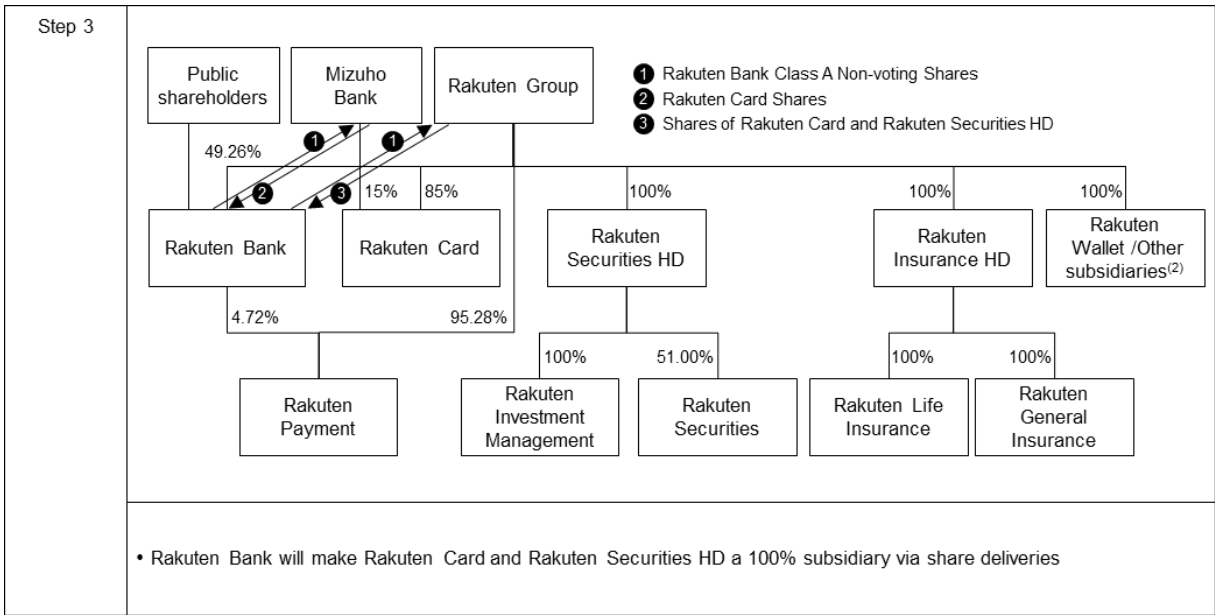 Step 3
Public
shareholders
Mizuho
Bank
Rakuten Group
1 Rakuten Bank Class A Non-voting Shares
2 Rakuten Card Shares
3 Shares of Rakuten Card and Rakuten Securities HD
1
1
49.26%
2
3
15%
85%
100%
100%
100%
Rakuten Bank
Rakuten Card
Rakuten
Securities HD
Rakuten
Insurance HD
Rakuten
Wallet /Other
subsidiaries(2)
4.72%
95.28%
100%
51.00%
100%
100%
Rakuten
Payment
Rakuten
Investment
Management
Rakuten
Securities
Rakuten Life
Insurance
Rakuten
General
Insurance
• Rakuten Bank will make Rakuten Card and Rakuten Securities HD a 100% subsidiary via share deliveries